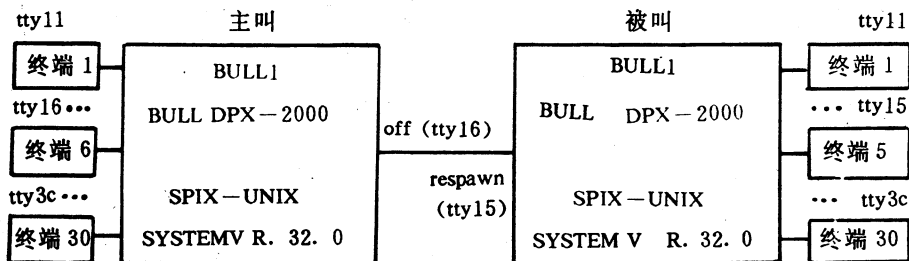 tty11 主叫 被叫 tty11
终端 1 BULL1 BULL1 终端 1
tty16••• BULL DPX－2000 BULL DPX－2000 ••• tty15
off (tty16)
终端 6 终端 5
respawn
tty3c ••• SPIX－UNIX (tty15) SPIX－UNIX ••• tty3c
终端 30 SYSTEMV R. 32. 0 SYSTEM V R. 32. 0 终端 30